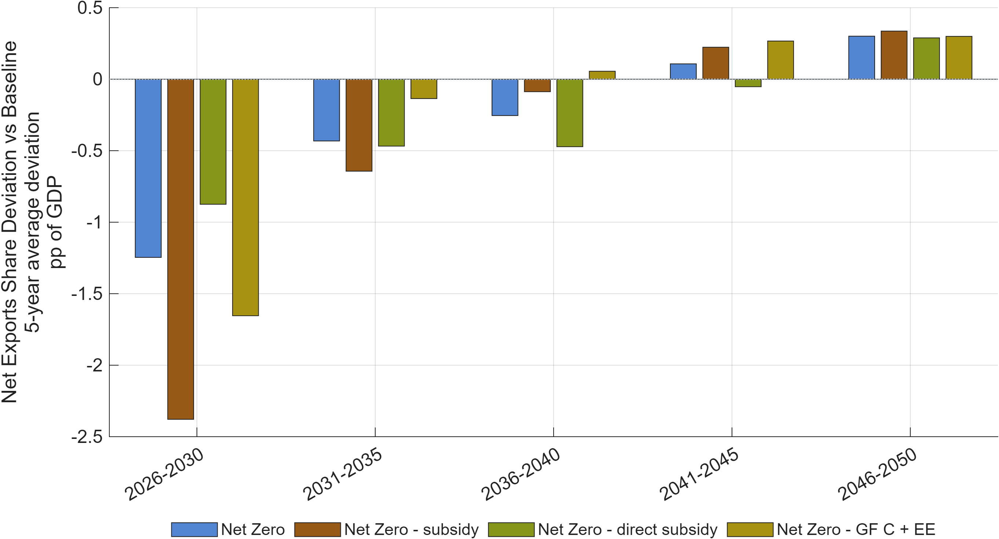 Net Exports Share Deviation vs Baseline
5-year average deviation
pp of GDP
0.5
0
-0.5
-1
-1.5
-2
-2.5
2026-2030
2031-2035
2036-2040
2041-2045
2046-2050
Net Zero
Net Zero - subsidy
Net Zero - direct subsidy
Net Zero - GF C + EE